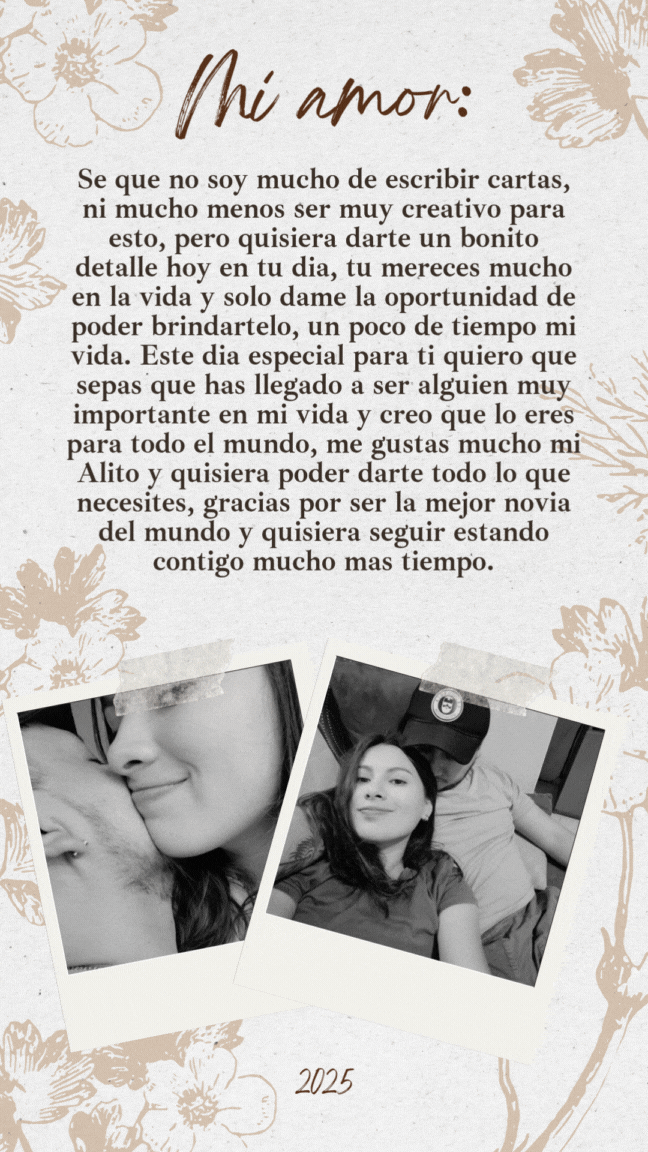 Mi amor:
Se que no soy mucho de escribir cartas,
ni mucho menos ser muy creativo para
esto, pero quisiera darte un bonito
detalle hoy en tu dia, tu mereces mucho
en la vida y solo dame la oportunidad de
poder brindartelo, un poco de tiempo mi
vida. Este dia especial para ti quiero que
sepas que has llegado a ser alguien muy
importante en mi vida y creo que lo eres
para todo el mundo, me gustas mucho mi
Alito y quisiera poder darte todo lo que
necesites, gracias por ser la mejor novia
del mundo y quisiera seguir estando
contigo mucho mas tiempo.
2025